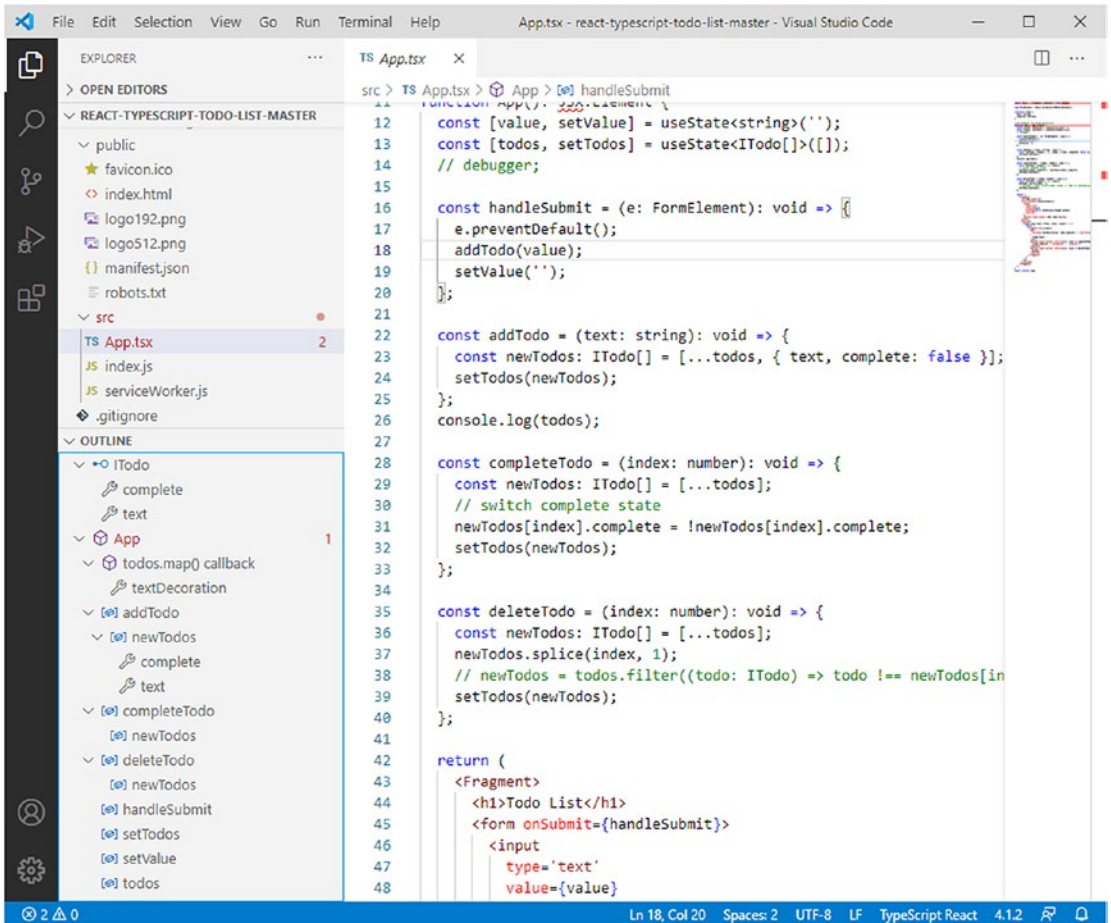 File Edit Selection View Go Run Terminal Help App.tsx - react-typescript-todo-list-master - Visual Studio Code
EXPLORER
OPEN EDITORS
REACT-TYPESCRIPT-TODO-LIST-MASTER
public
favicon.ico
index.html
logo192.png
logo512.png
manifest.json
robots.txt
src
TS App.tsx 2
JS index.js
JS serviceWorker.js
.gitignore
OUTLINE
ITodo
complete
text
App 1
todos.map() callback
textDecoration
addTodo
newTodos
complete
text
completeTodo
newTodos
deleteTodo
newTodos
handleSubmit
setTodos
setValue
todos
TS App.tsx
src > TS App.tsx > App > handleSubmit
11 function App(): JSX.Element {
12 const [value, setValue] = useState<string>('');
13 const [todos, setTodos] = useState<ITodo[]>([]);
14 // debugger;
15
16 const handleSubmit = (e: FormElement): void => {
17 e.preventDefault();
18 addTodo(value);
19 setValue('');
20 };
21
22 const addTodo = (text: string): void => {
23 const newTodos: ITodo[] = [...todos, { text, complete: false }];
24 setTodos(newTodos);
25 };
26 console.log(todos);
27
28 const completeTodo = (index: number): void => {
29 const newTodos: ITodo[] = [...todos];
30 // switch complete state
31 newTodos[index].complete = !newTodos[index].complete;
32 setTodos(newTodos);
33 };
34
35 const deleteTodo = (index: number): void => {
36 const newTodos: ITodo[] = [...todos];
37 newTodos.splice(index, 1);
38 // newTodos = todos.filter((todo: ITodo) => todo !== newTodos[in
39 setTodos(newTodos);
40 };
41
42 return (
43 <Fragment>
44 <h1>Todo List</h1>
45 <form onSubmit={handleSubmit}>
46 <input
47 type='text'
48 value={value}
2 0 Ln 18, Col 20 Spaces: 2 UTF-8 LF TypeScript React 4.1.2